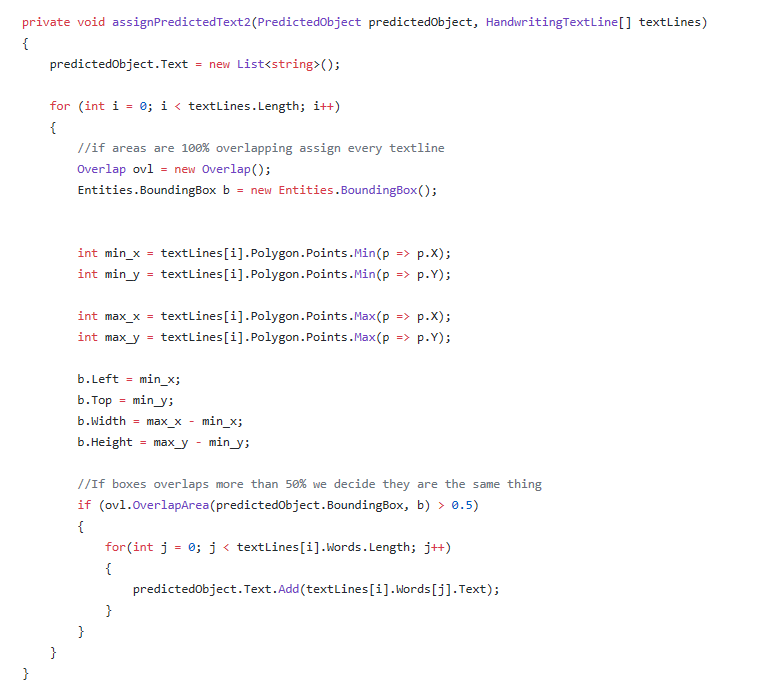 private void assignPredictedText2(PredictedObject predictedObject, HandwritingTextLine[] textLines)
{
    predictedObject.Text = new List<string>();

    for (int i = 0; i < textLines.Length; i++)
    {
        //if areas are 100% overlapping assign every textline
        Overlap ovl = new Overlap();
        Entities.BoundingBox b = new Entities.BoundingBox();


        int min_x = textLines[i].Polygon.Points.Min(p => p.X);
        int min_y = textLines[i].Polygon.Points.Min(p => p.Y);

        int max_x = textLines[i].Polygon.Points.Max(p => p.X);
        int max_y = textLines[i].Polygon.Points.Max(p => p.Y);

        b.Left = min_x;
        b.Top = min_y;
        b.Width = max_x - min_x;
        b.Height = max_y - min_y;

        //If boxes overlaps more than 50% we decide they are the same thing
        if (ovl.OverlapArea(predictedObject.BoundingBox, b) > 0.5)
        {
            for(int j = 0; j < textLines[i].Words.Length; j++)
            {
                predictedObject.Text.Add(textLines[i].Words[j].Text);
            }
        }
    }
}